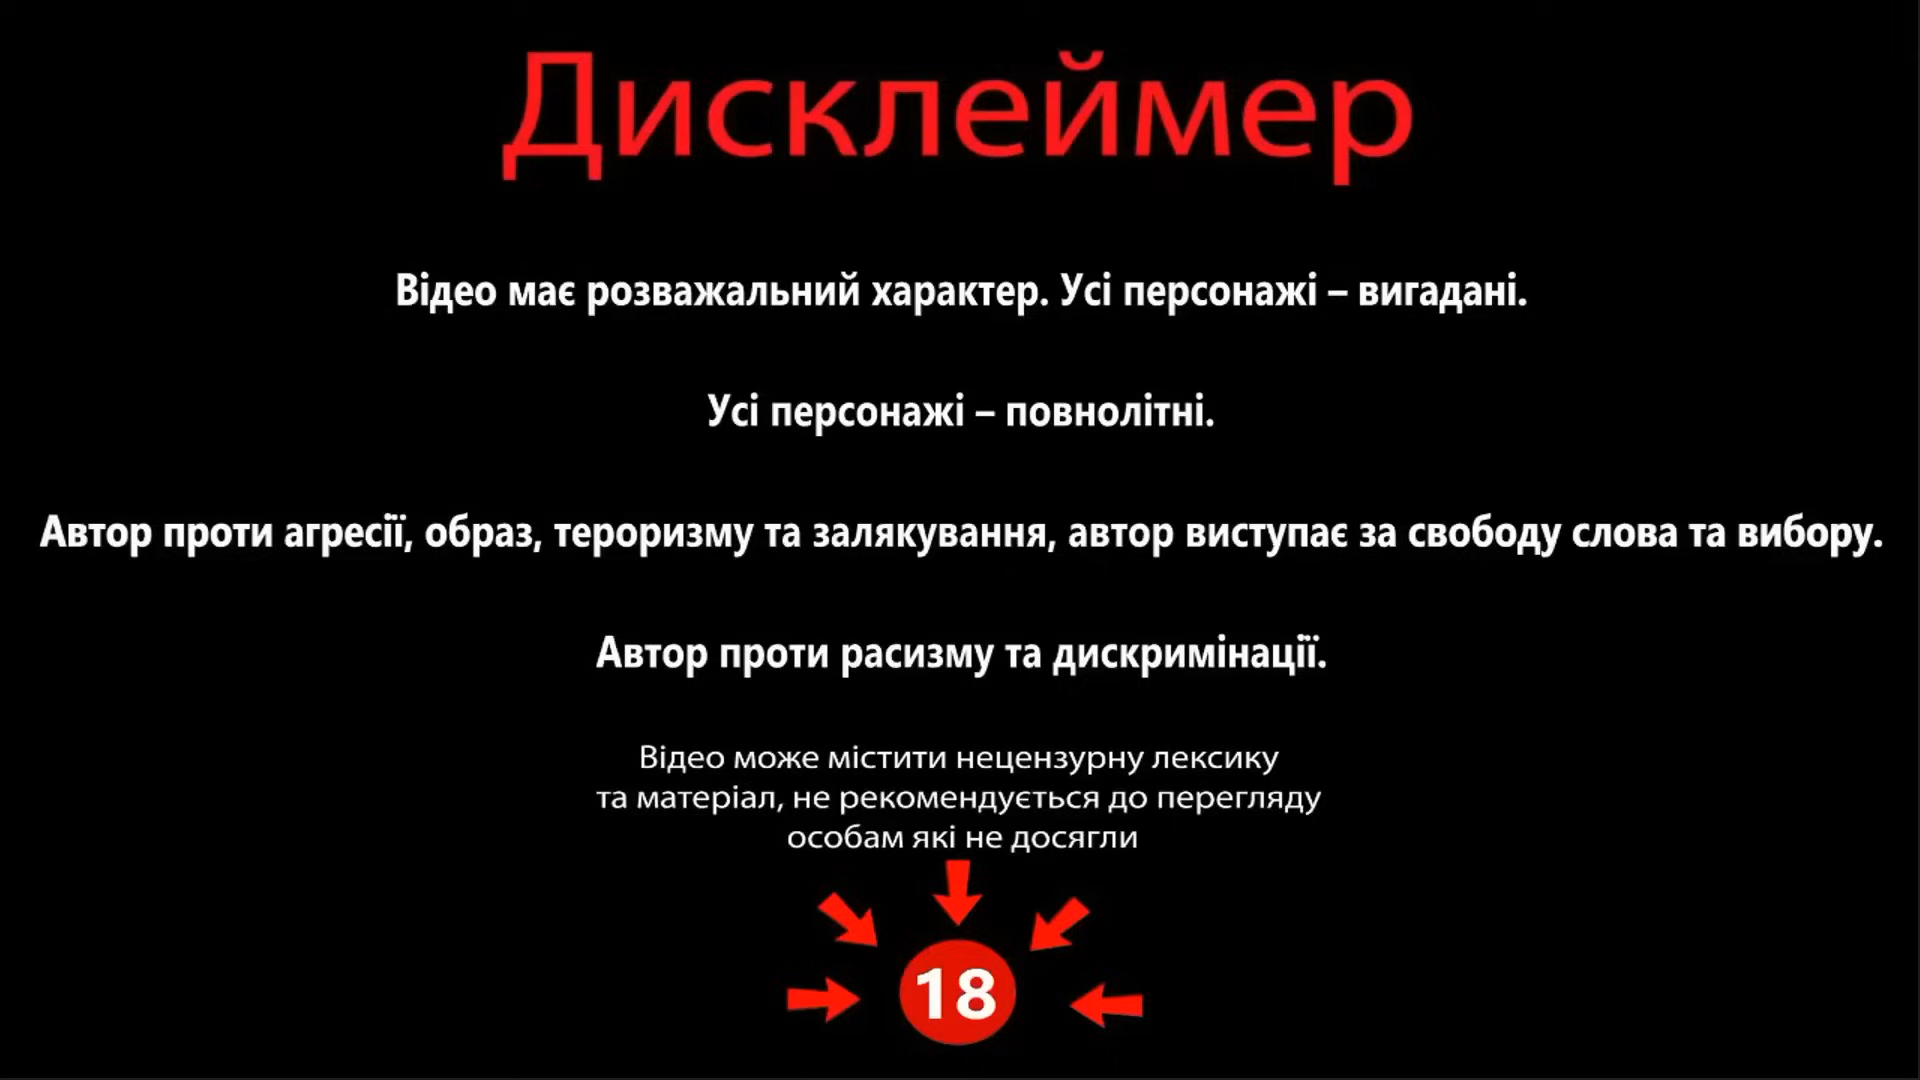 Дисклеймер
Відео має розважальний характер. Усі персонажі – вигадані.
Усі персонажі – повнолітні.
Автор проти агресії, образ, тероризму та залякування, автор виступає за свободу слова та вибору.
Автор проти расизму та дискримінації.
Відео може містити нецензурну лексику
та матеріал, не рекомендується до перегляду
особам які не досягли
18